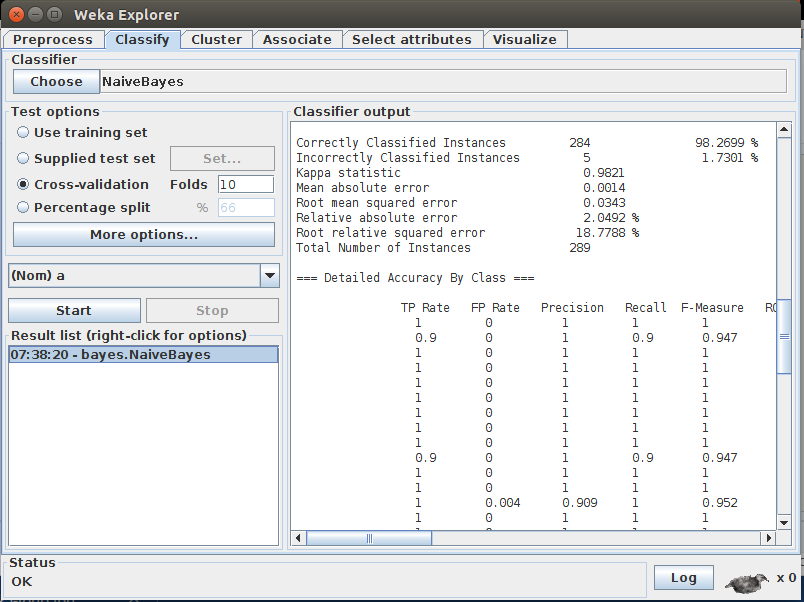 Weka Explorer
Preprocess Classify Cluster Associate Select attributes Visualize
Classifier
Choose NaiveBayes
Test options
Use training set
Supplied test set Set...
Cross-validation Folds 10
Percentage split % 66
More options...
(Nom) a
Start Stop
Result list (right-click for options)
07:38:20 - bayes.NaiveBayes
Classifier output
Correctly Classified Instances 284 98.2699 %
Incorrectly Classified Instances 5 1.7301 %
Kappa statistic 0.9821
Mean absolute error 0.0014
Root mean squared error 0.0343
Relative absolute error 2.0492 %
Root relative squared error 18.7788 %
Total Number of Instances 289
=== Detailed Accuracy By Class ===
TP Rate FP Rate Precision Recall F-Measure
1 0 1 1 1
0.9 0 1 0.9 0.947
1 0 1 1 1
1 0 1 1 1
1 0 1 1 1
1 0 1 1 1
1 0 1 1 1
1 0 1 1 1
1 0 1 1 1
0.9 0 1 0.9 0.947
1 0 1 1 1
1 0 1 1 1
1 0.004 0.909 1 0.952
1 0 1 1 1
Status
OK
Log x 0